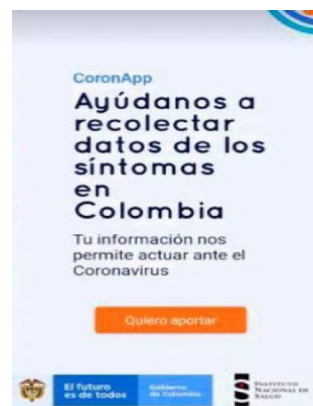 CoronApp
Ayúdanos a
recolectar
datos de los
síntomas
en
Colombia
Tu información nos
permite actuar ante el
Coronavirus
Quiero aportar
El futuro
es de todos
Gobierno
de Colombia
INSTITUTO
NACIONAL DE
SALUD